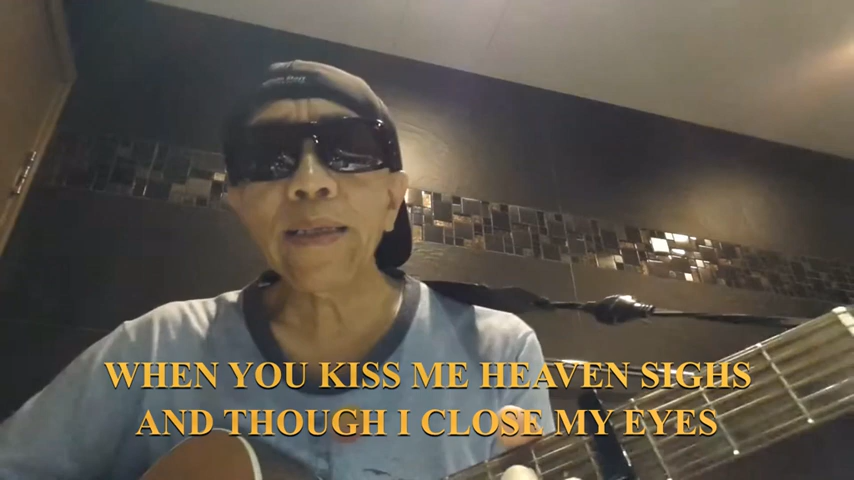 WHEN YOU KISS ME HEAVEN SIGHS
AND THOUGH I CLOSE MY EYES